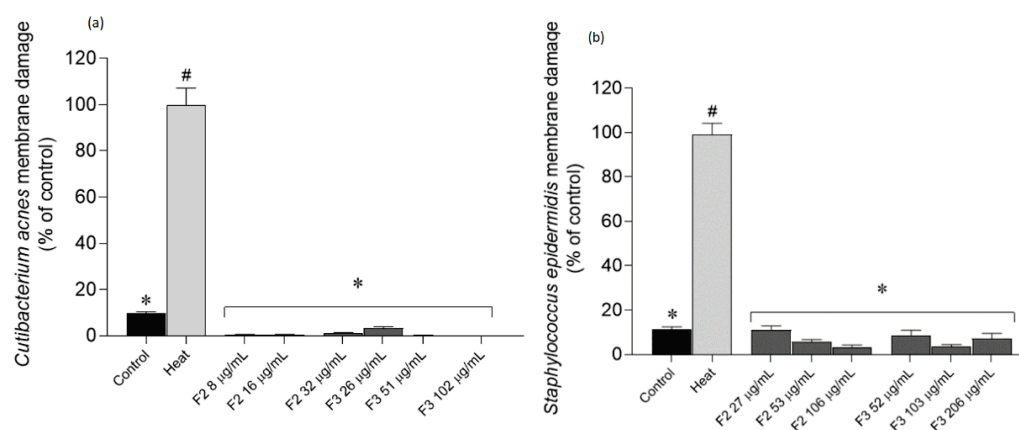 (a)
Cutibacterium acnes membrane damage
(% of control)
120
100
80
60
40
20
0
#
*
*
Control
Heat
F2 8 µg/mL
F2 16 µg/mL
F2 32 µg/mL
F3 26 µg/mL
F3 51 µg/mL
F3 102 µg/mL
(b)
Staphylococcus epidermidis membrane damage
(% of control)
120
100
80
60
40
20
0
#
*
*
Control
Heat
F2 27 µg/mL
F2 53 µg/mL
F2 106 µg/mL
F3 52 µg/mL
F3 103 µg/mL
F3 206 µg/mL